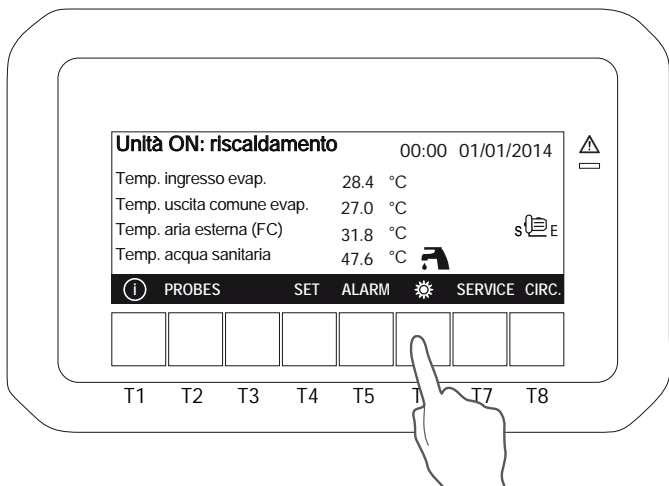 Unità ON: riscaldamento 00:00 01/01/2014
Temp. ingresso evap. 28.4 °C
Temp. uscita comune evap. 27.0 °C
Temp. aria esterna (FC) 31.8 °C
S E
Temp. acqua sanitaria 47.6 °C
i PROBES SET ALARM SERVICE CIRC.
T1 T2 T3 T4 T5 T7 T8